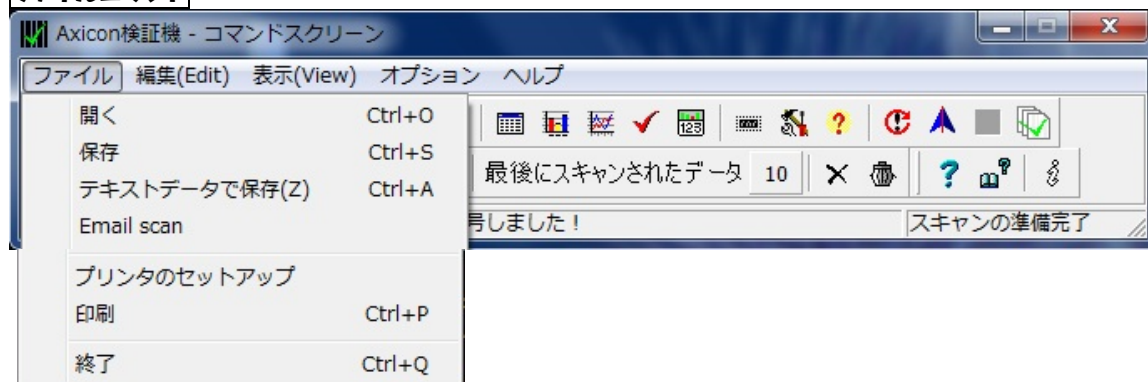 Axicon検証機 - コマンドスクリーン
ファイル 編集(Edit) 表示(View) オプション ヘルプ
開く Ctrl+O
保存 Ctrl+S
テキストデータで保存(Z) Ctrl+A
Email scan
プリンタのセットアップ
印刷 Ctrl+P
終了 Ctrl+Q
123
最後にスキャンされたデータ 10
号しました！
スキャンの準備完了